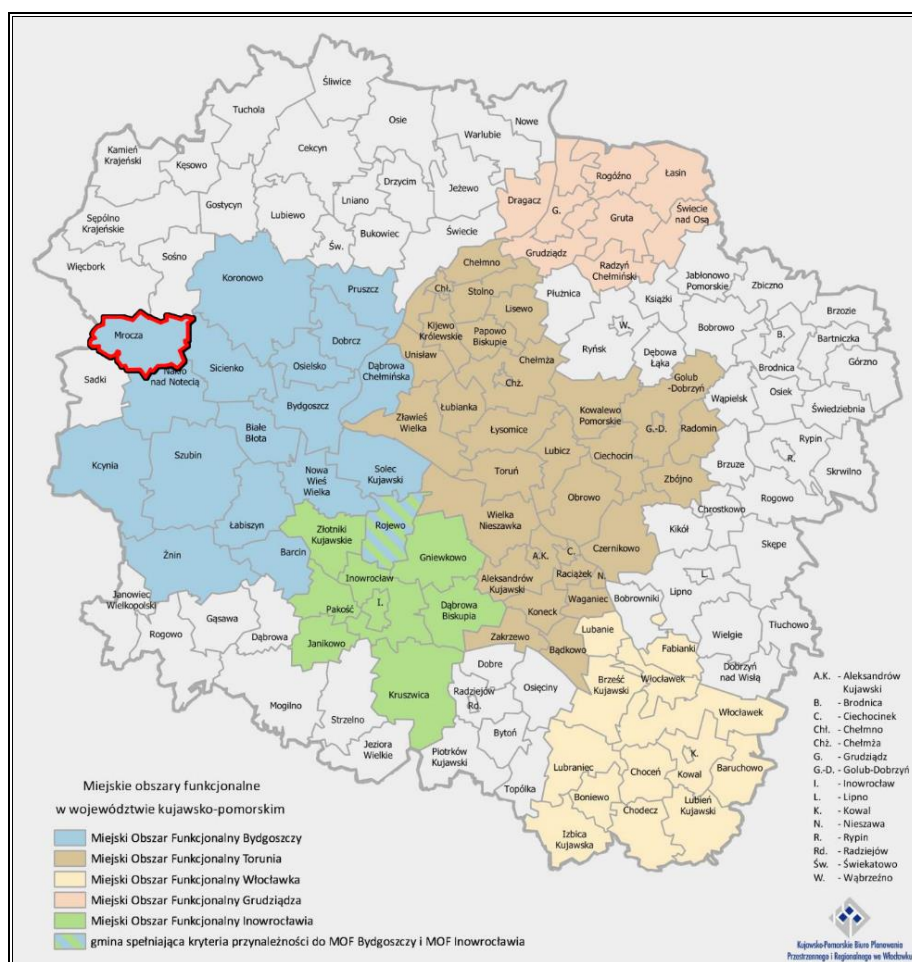 Śliwice
Tuchola
Osie
Nowe
Warlubie
Cekcyn
Kamień
Krajeński
Kęsowo
Drzycim
Łasin
Rogóźno
Jeżewo
Lniano
Dragacz
G.
Gostycyn
Lubiewo
Gruta
Świecie
nad Osą
Sępólno
Krajeńskie
Bukowiec
Świecie
Św.
Sośno
Grudziądz
Radzyń
Chełmiński
Więcbork
Koronowo
Chełmno
Jabłonowo
Pomorskie
Zbiczno
Pruszcz
Chł.
Stolno
Płużnica
Książki
Lisewo
Brzozie
Kijewo
Królewskie
Papowo
Biskupie
W.
Bobrowo
Mrocza
Dobrcz
Ryńsk
B.
Bartniczka
Unisław
Dębowa
Łąka
Chełmża
Górzno
Sicienko
Osielsko
Dąbrowa
Chełmińska
Brodnica
Nakło
nad Notecią
Golub
-Dobrzyń
Sadki
Chż.
Wąpielsk
Osiek
Bydgoszcz
Łubianka
Kowalewo
Pomorskie
Świedziebnia
Zławieś
Wielka
Łysomice
G.-D.
Radomin
Białe
Błota
Rypin
Lubicz
Ciechocin
R.
Szubin
Kcynia
Nowa
Wieś
Wielka
Solec
Kujawski
Toruń
Zbójno
Brzuze
Skrwilno
Obrowo
Rogowo
Łabiszyn
Złotniki
Kujawskie
Rojewo
Wielka
Nieszawka
Chrostkowo
Kikół
Skępe
Żnin
Barcin
Gniewkowo
A.K.
C.
Czernikowo
Inowrocław
Raciążek
N.
L.
Aleksandrów
Kujawski
Janowiec
Wielkopolski
Waganiec
Bobrowniki
Lipno
Pakość
I.
Dąbrowa
Biskupia
Gąsawa
Koneck
Rogowo
Dąbrowa
Lubanie
Tłuchowo
Janikowo
Zakrzewo
Bądkowo
Fabianki
Wielgie
Dobre
Brześć
Kujawski
Włocławek
Dobrzyń
nad Wisłą
Kruszwica
Radziejów
Rd.
Osięciny
Mogilno
Włocławek
Strzelno
Bytoń
Jeziora
Wielkie
Piotrków
Kujawski
Lubraniec
Choceń
K.
Kowal
Baruchowo
Topólka
Boniewo
Chodecz
Lubień
Kujawski
Izbica
Kujawska
A.K. - Aleksandrów
Kujawski
B. - Brodnica
C. - Ciechocinek
Chł. - Chełmno
Chż. - Chełmża
G. - Grudziądz
G.-D. - Golub-Dobrzyń
I. - Inowrocław
L. - Lipno
K. - Kowal
N. - Nieszawa
R. - Rypin
Rd. - Radziejów
Św. - Świekatowo
W. - Wąbrzeźno
Miejskie obszary funkcjonalne
w województwie kujawsko-pomorskim
Miejski Obszar Funkcjonalny Bydgoszczy
Miejski Obszar Funkcjonalny Torunia
Miejski Obszar Funkcjonalny Włocławka
Miejski Obszar Funkcjonalny Grudziądza
Miejski Obszar Funkcjonalny Inowrocławia
gmina spełniająca kryteria przynależności do MOF Bydgoszczy i MOF Inowrocławia
Kujawsko-Pomorskie Biuro Planowania
Przestrzennego i Regionalnego we Włocławku